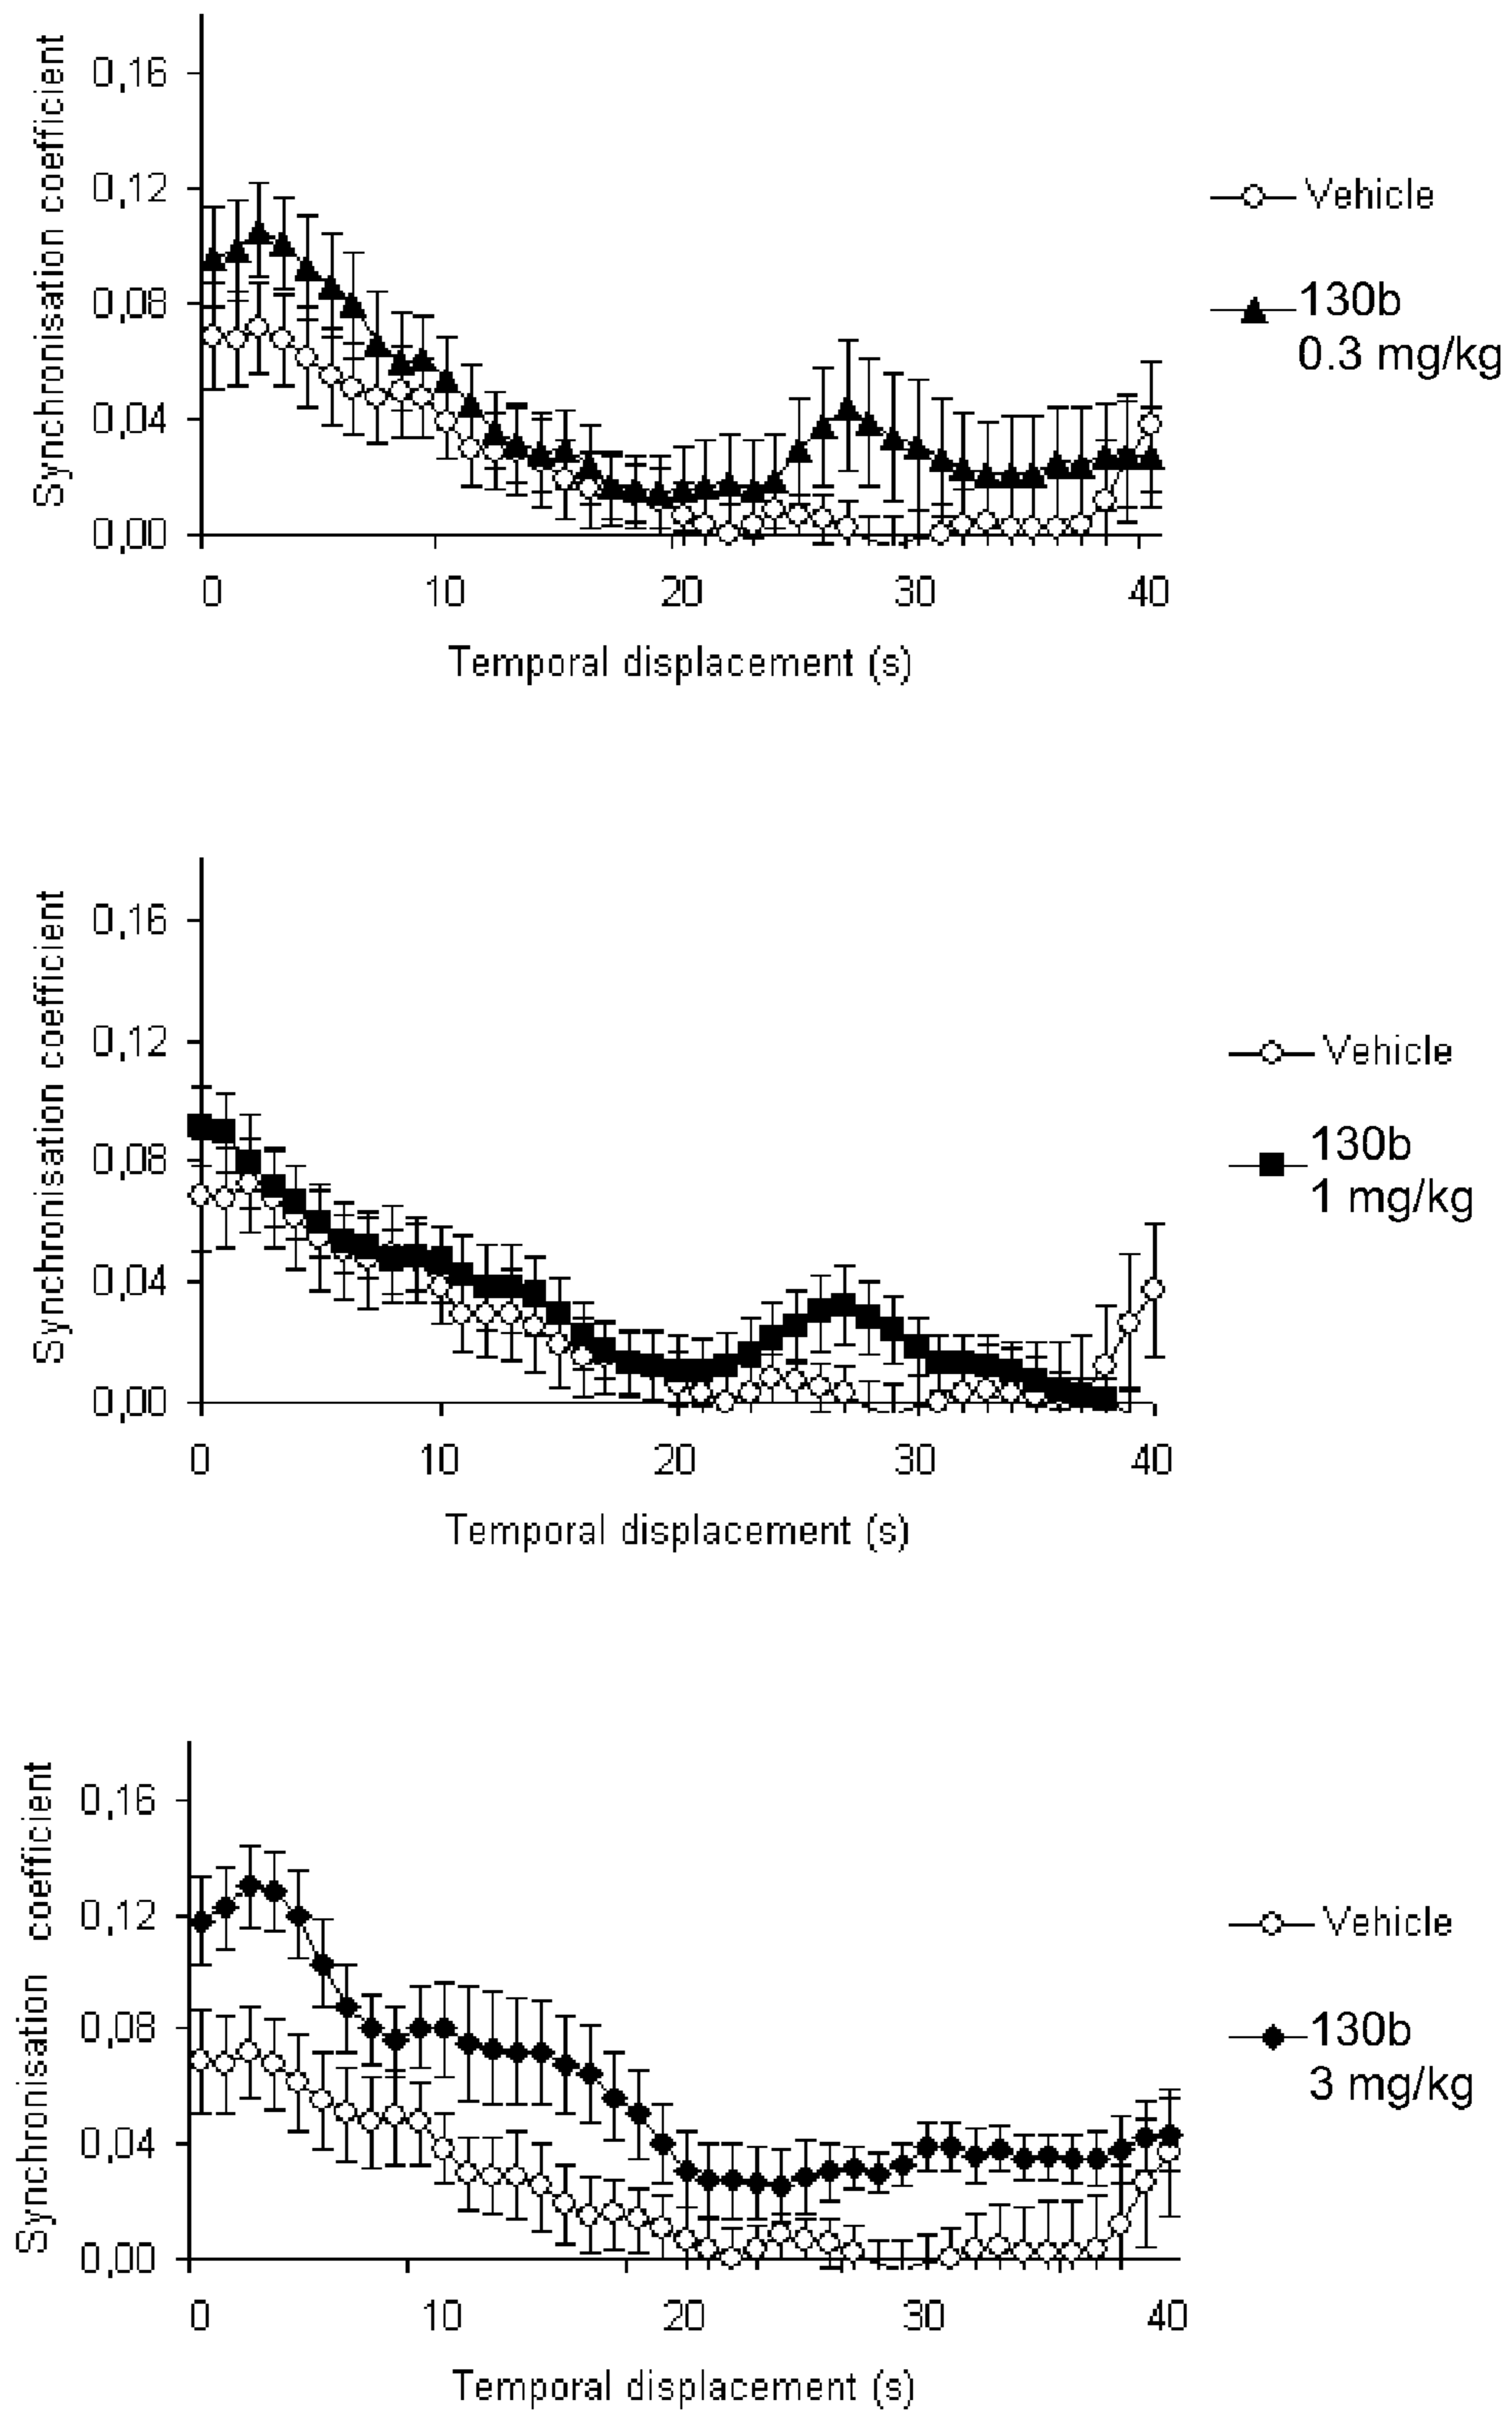 Synchronisation coefficient
0,16
0,12
0,08
0,04
0,00
0 10 20 30 40
Temporal displacement (s)
Vehicle
130b
0.3 mg/kg
Synchronisation coefficient
0,16
0,12
0,08
0,04
0,00
0 10 20 30 40
Temporal displacement (s)
Vehicle
130b
1 mg/kg
Synchronisation coefficient
0,16
0,12
0,08
0,04
0,00
0 10 20 30 40
Temporal displacement (s)
Vehicle
130b
3 mg/kg